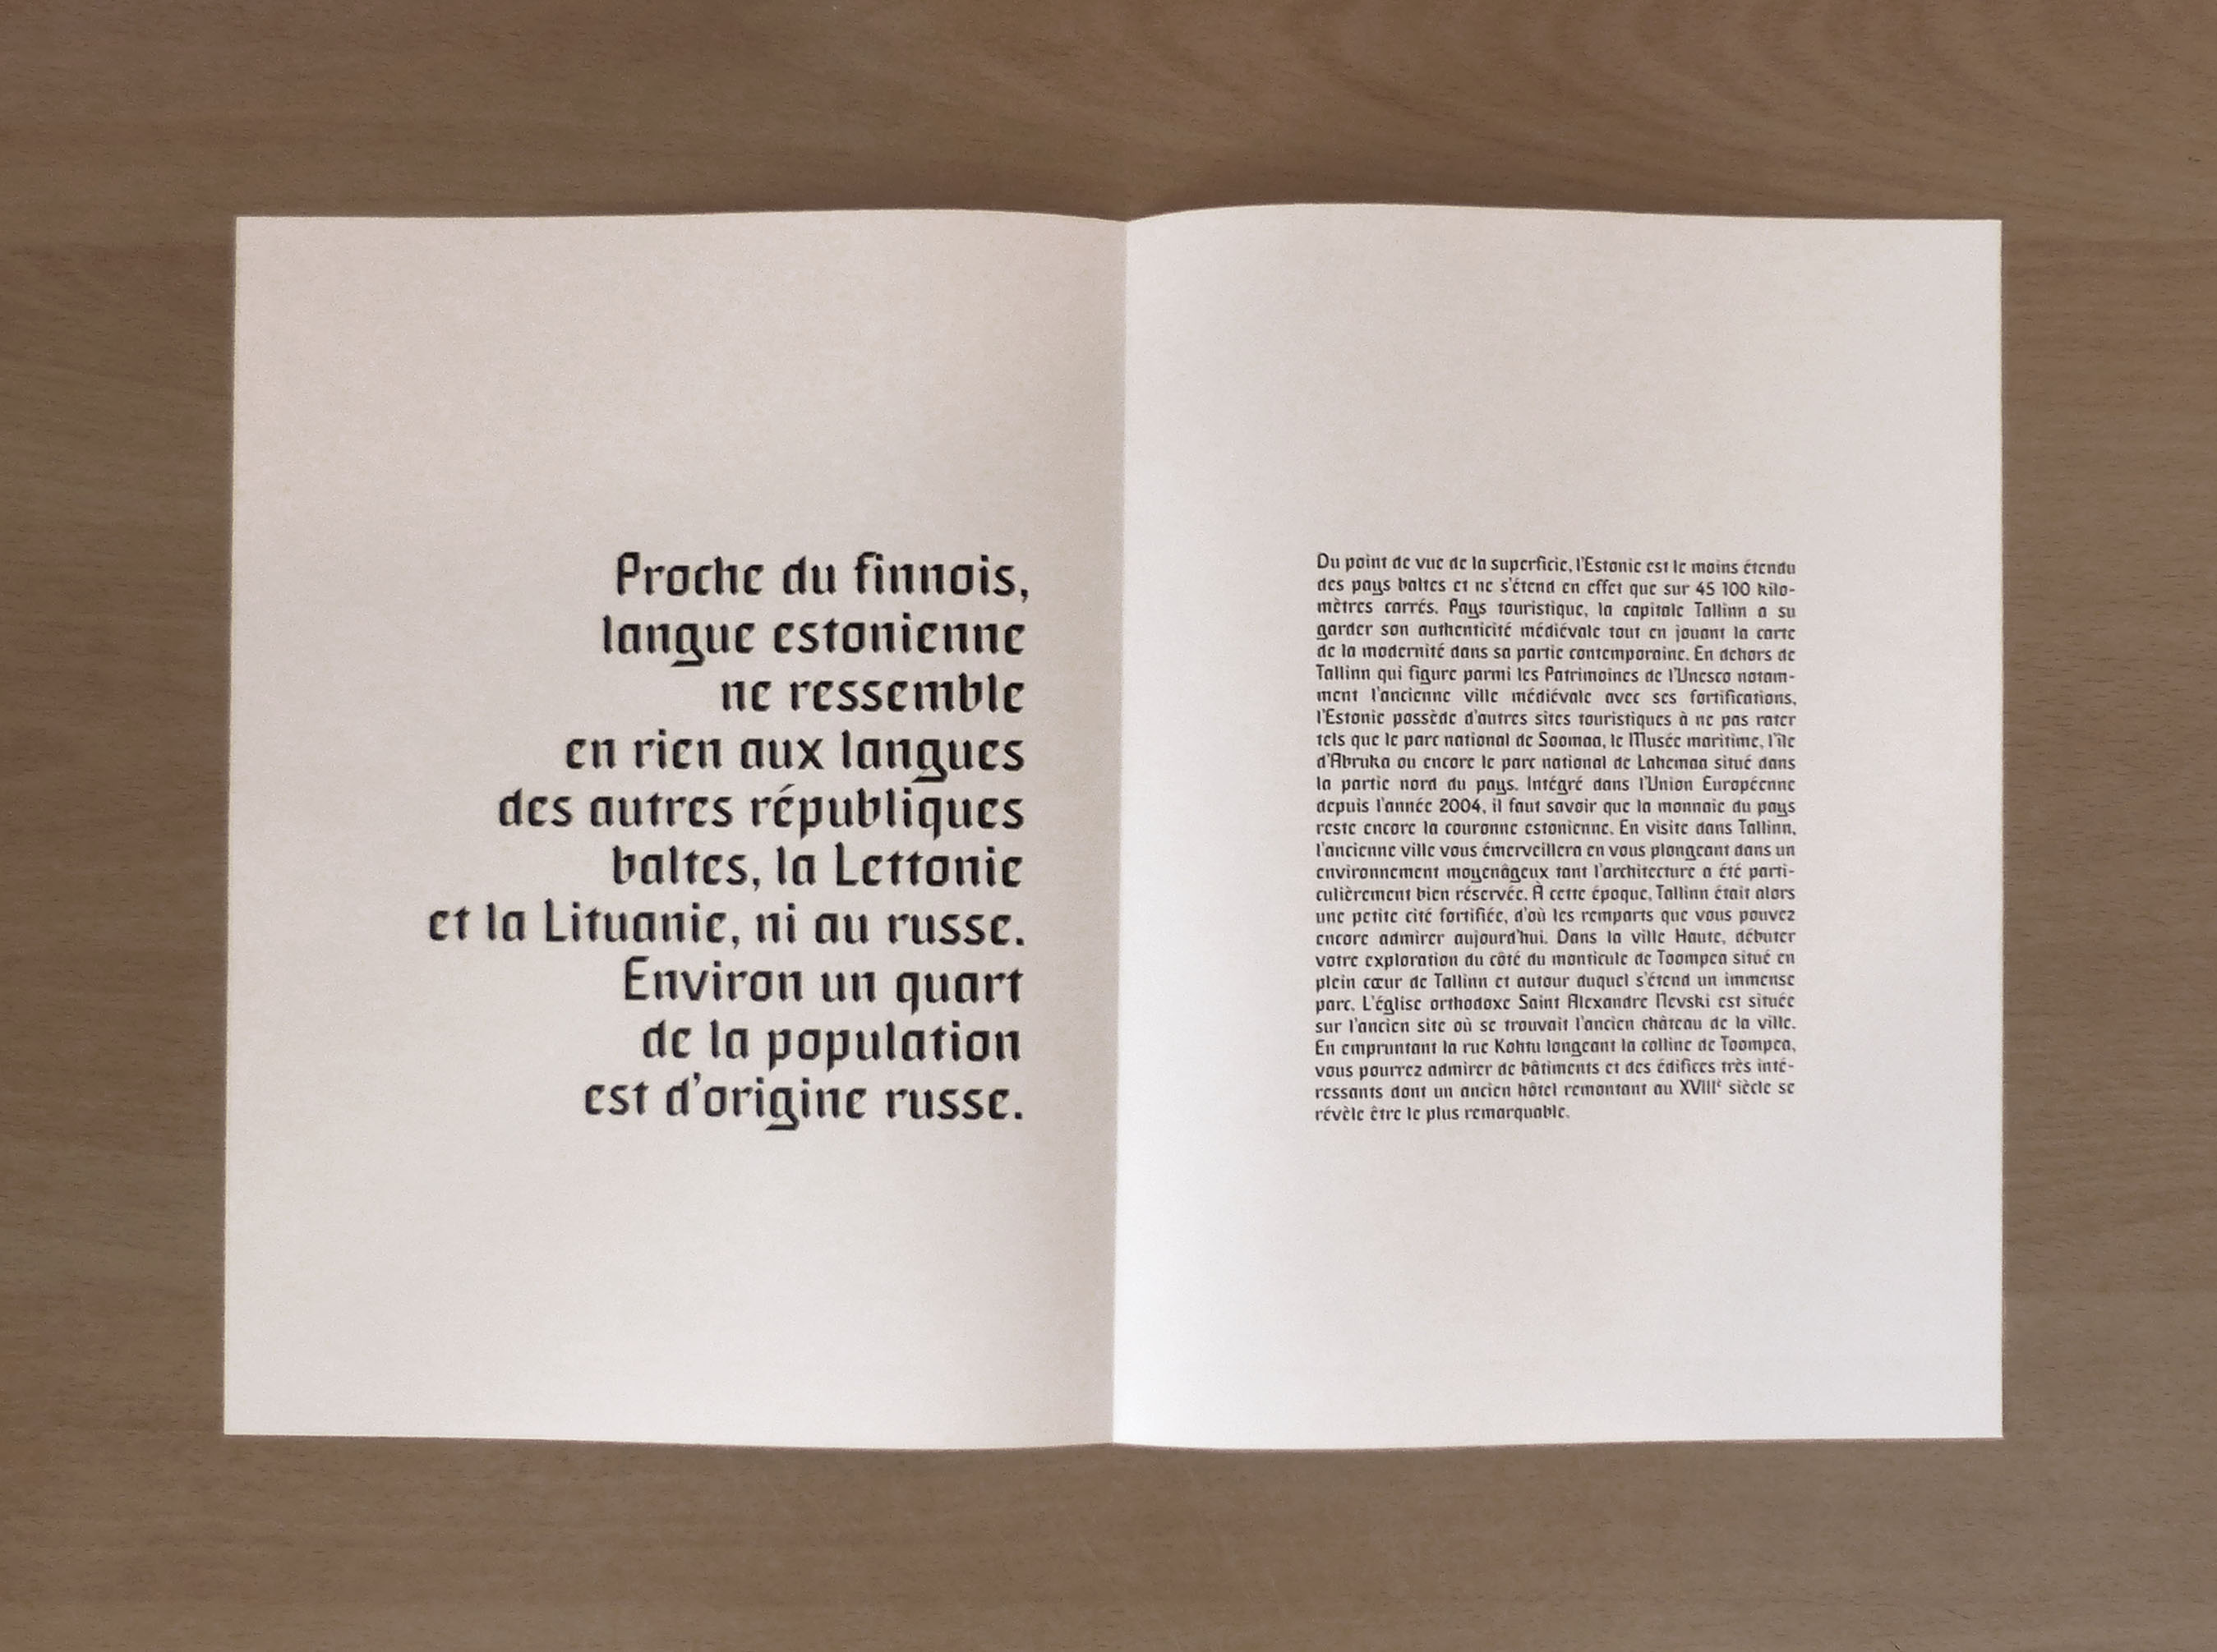 Proche du finnois,
langue estonienne
ne ressemble
en rien aux langues
des autres républiques
baltes, la Lettonie
et la Lituanie, ni au russe.
Environ un quart
de la population
est d'origine russe.
Du point de vue de la superficie, l'Estonie est le moins étendu
des pays baltes et ne s'étend en effet que sur 45 100 kilo-
mètres carrés. Pays touristique, la capitale Tallinn a su
garder son authenticité médiévale tout en jouant la carte
de la modernité dans sa partie contemporaine. En dehors de
Tallinn qui figure parmi les Patrimoines de l'Unesco notam-
ment l'ancienne ville médiévale avec ses fortifications,
l'Estonie possède d'autres sites touristiques à ne pas rater
tels que le parc national de Soomaa, le Musée maritime, l'île
d'Abruka ou encore le parc national de Lahemaa situé dans
la partie nord du pays. Intégré dans l'Union Européenne
depuis l'année 2004, il faut savoir que la monnaie du pays
reste encore la couronne estonienne. En visite dans Tallinn,
l'ancienne ville vous émerveillera en vous plongeant dans un
environnement moyenâgeux tant l'architecture a été parti-
culièrement bien réservée. À cette époque, Tallinn était alors
une petite cité fortifiée, d'où les remparts que vous pouvez
encore admirer aujourd'hui. Dans la ville Haute, débuter
votre exploration du côté du monticule de Toompea situé en
plein cœur de Tallinn et autour duquel s'étend un immense
parc. L'église orthodoxe Saint Alexandre Nevski est située
sur l'ancien site où se trouvait l'ancien château de la ville.
En empruntant la rue Kohtu longeant la colline de Toompea,
vous pourrez admirer de bâtiments et des édifices très inté-
ressants dont un ancien hôtel remontant au XVIIIᵉ siècle se
révèle être le plus remarquable.